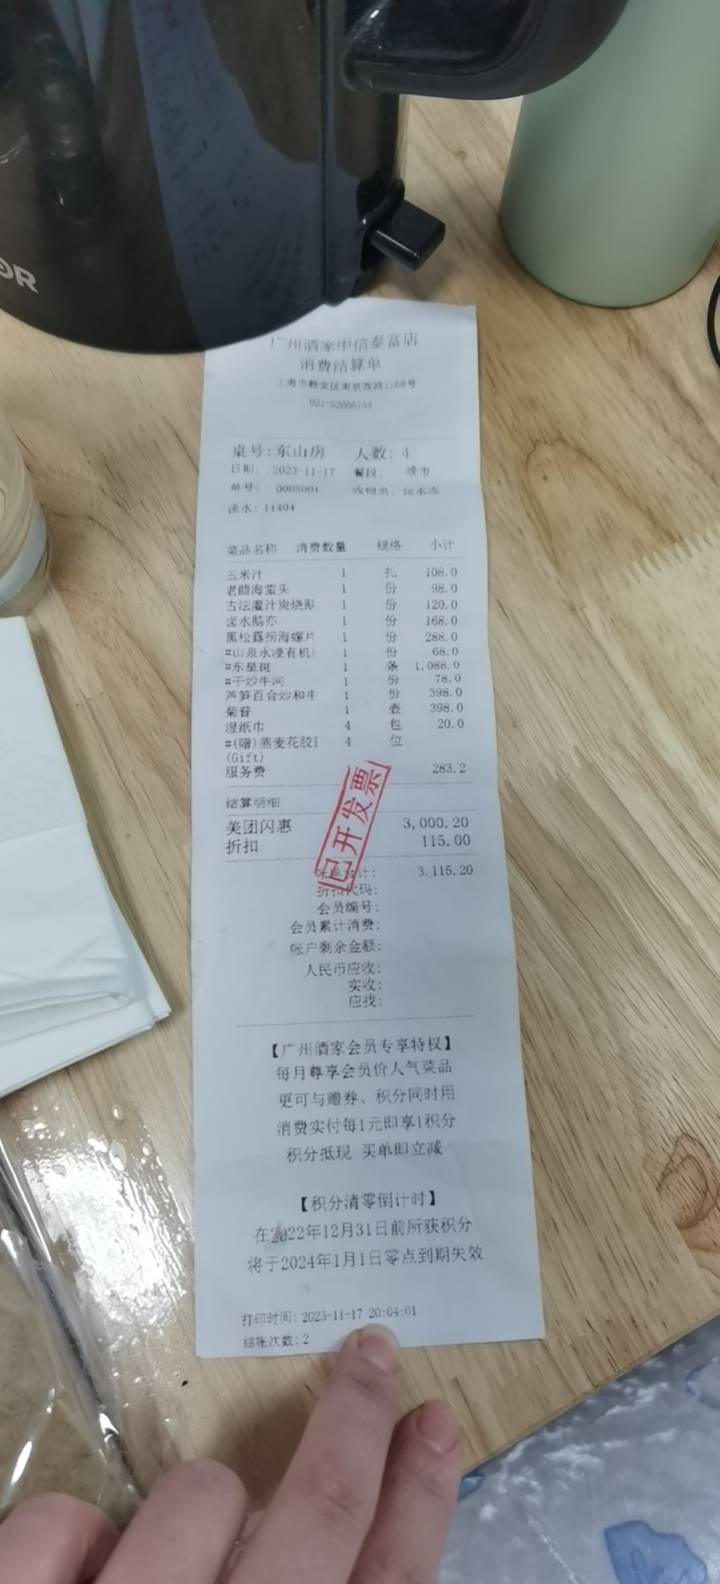 OR
广州酒家中信泰富店
消费结算单
上海市静安区南京西路1168号
桌号: 东山房 人数: 4
日期: 2023-11-17 餐段: 晚市
单号: 收银员:
流水: 11404
菜品名称 消费数量 规格 小计
玉米汁 1 扎 108.0
老醋海蜇头 1 份 98.0
古法灌汁炭烧 1 份 120.0
卤水鹅亦 1 份 168.0
黑松露捞海螺片 1 份 288.0
#山泉水浸有机 1 份 68.0
#东星斑 1 条 1,088.0
#干炒牛河 1 份 78.0
芦笋百合炒和牛 1 份 398.0
菊普 1 壶 398.0
湿纸巾 4 包 20.0
#(赠)燕麦花胶 4 位
(Gift)
服务费 283.2
结算明细
美团闪惠 3,000.20
折扣 115.00
已开发票
计: 3,115.20
折扣代码:
会员编号:
会员累计消费:
帐户剩余金额:
人民币应收:
实收:
应找:
【广州酒家会员专享特权】
每月尊享会员价人气菜品
更可与赠券、积分同时用
消费实付每1元即享1积分
积分抵现 买单即立减
【积分清零倒计时】
在2022年12月31日前所获积分
将于2024年1月1日零点到期失效
打印时间: 2023-11-17 20:04:01
结账次数: 2